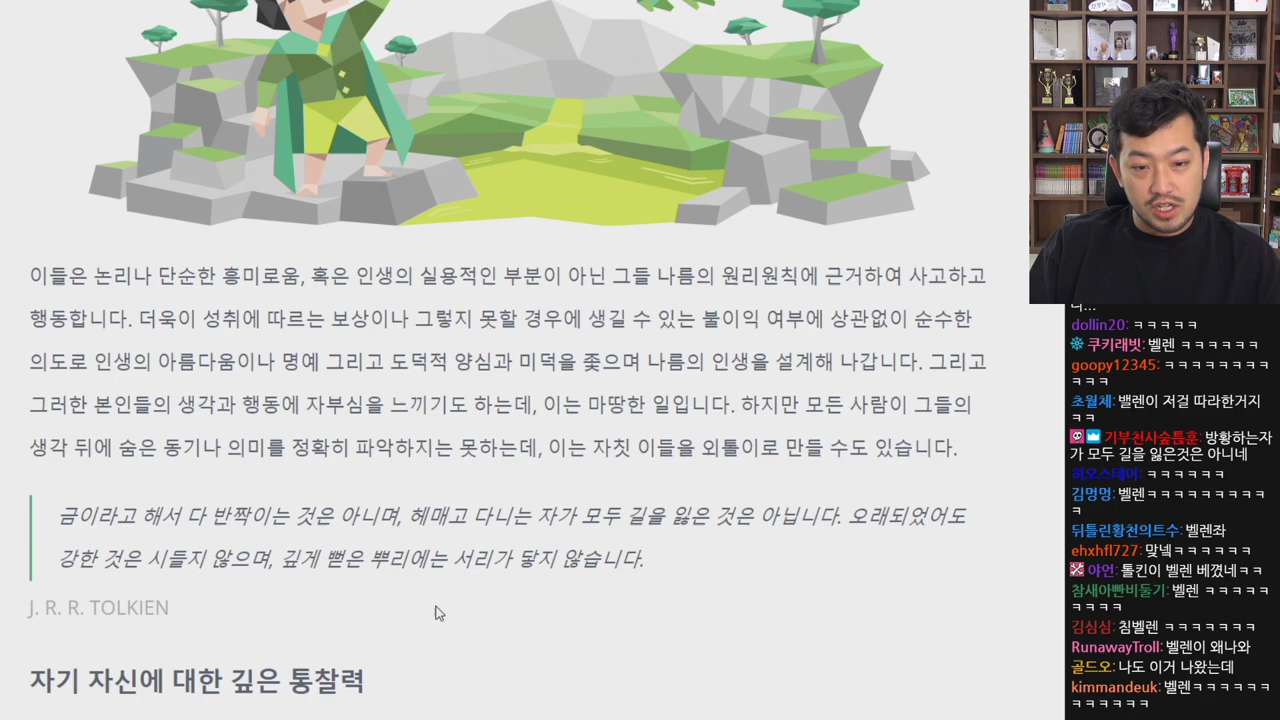 이들은 논리나 단순한 흥미로움, 혹은 인생의 실용적인 부분이 아닌 그들 나름의 원리원칙에 근거하여 사고하고
행동합니다. 더욱이 성취에 따르는 보상이나 그렇지 못할 경우에 생길 수 있는 불이익 여부에 상관없이 순수한
의도로 인생의 아름다움이나 명예 그리고 도덕적 양심과 미덕을 좇으며 나름의 인생을 설계해 나갑니다. 그리고
그러한 본인들의 생각과 행동에 자부심을 느끼기도 하는데, 이는 마땅한 일입니다. 하지만 모든 사람이 그들의
생각 뒤에 숨은 동기나 의미를 정확히 파악하지는 못하는데, 이는 자칫 이들을 외톨이로 만들 수도 있습니다.
금이라고 해서 다 반짝이는 것은 아니며, 헤매고 다니는 자가 모두 길을 잃은 것은 아닙니다. 오래되었어도
강한 것은 시들지 않으며, 깊게 뻗은 뿌리에는 서리가 닿지 않습니다.
J. R. R. TOLKIEN
자기 자신에 대한 깊은 통찰력
dollin20: ㅋㅋㅋㅋㅋ
쿠키래빗: 벨렌 ㅋㅋㅋㅋㅋㅋ
goopy12345: ㅋㅋㅋㅋㅋㅋㅋㅋ
ㅋㅋㅋ
초월체: 밸렌이 저걸 따라한거지
ㅋㅋ
기부천사숲튽훈: 방황하는자
가 모두 길을 잃은것은 아니네
허오스테이: ㅋㅋㅋㅋㅋㅋ
김멍멍: 벨렌ㅋㅋㅋㅋㅋㅋㅋㅋㅋ
ㅋ
뒤틀린황천의트수: 벨렌좌
ehxhfl727: 맞넼ㅋㅋㅋㅋㅋㅋ
야언: 톨킨이 벨렌 베꼈네ㅋㅋ
참새아빤비둘기: 벨렌 ㅋㅋㅋㅋㅋ
ㅋㅋㅋㅋ
김심심: 침벨렌 ㅋㅋㅋㅋㅋㅋㅋ
RunawayTroll: 벨렌이 왜나와
골드오: 나도 이거 나왔는데
kimmandeuk: 벨렌ㅋㅋㅋㅋㅋㅋ
ㅋㅋㅋㅋㅋㅋ